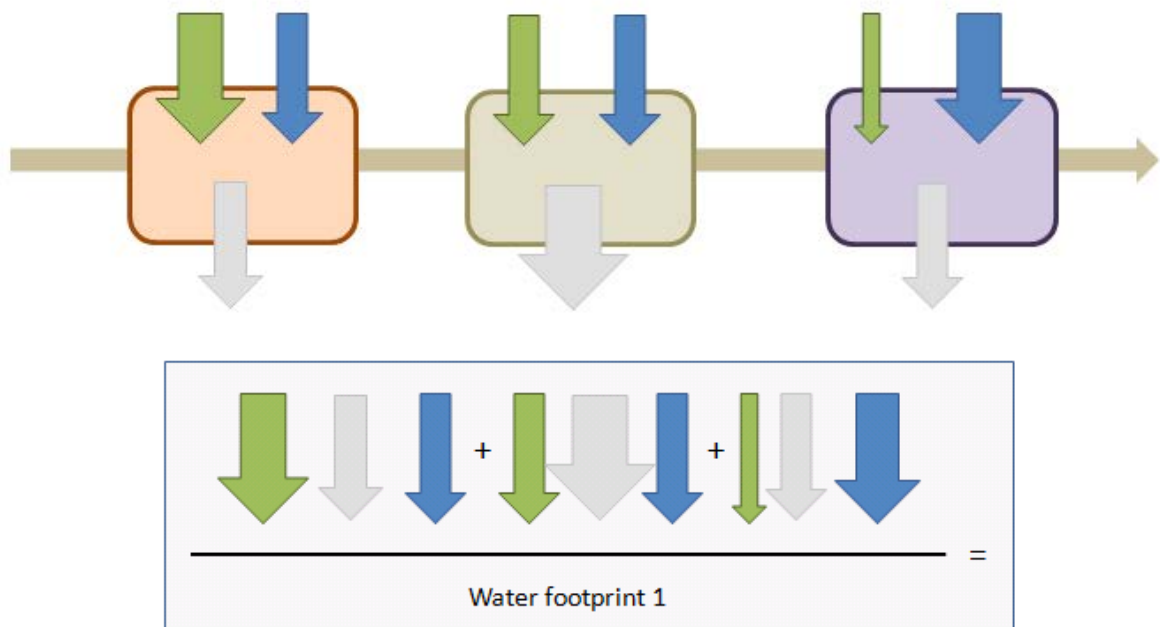 + +
=
Water footprint 1